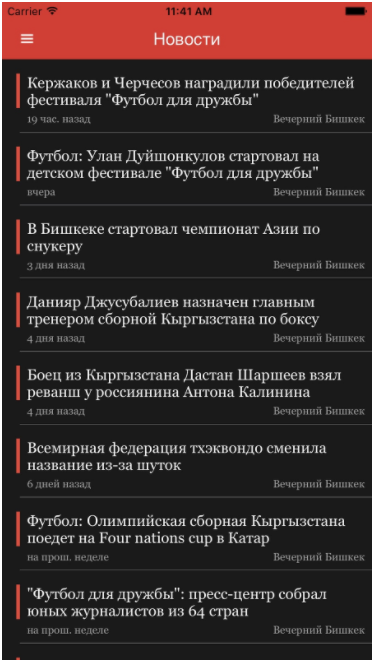 Carrier 11:41 AM
Новости
Кержаков и Черчесов наградили победителей
фестиваля "Футбол для дружбы"
19 час. назад Вечерний Бишкек
Футбол: Улан Дуйшонкулов стартовал на
детском фестивале "Футбол для дружбы"
вчера Вечерний Бишкек
В Бишкеке стартовал чемпионат Азии по
снукеру
3 дня назад Вечерний Бишкек
Данияр Джусубалиев назначен главным
тренером сборной Кыргызстана по боксу
4 дня назад Вечерний Бишкек
Боец из Кыргызстана Дастан Шаршеев взял
реванш у россиянина Антона Калинина
4 дня назад Вечерний Бишкек
Всемирная федерация тхэквондо сменила
название из-за шуток
6 дней назад Вечерний Бишкек
Футбол: Олимпийская сборная Кыргызстана
поедет на Four nations cup в Катар
на прош. неделе Вечерний Бишкек
"Футбол для дружбы": пресс-центр собрал
юных журналистов из 64 стран
на прош. неделе Вечерний Бишкек